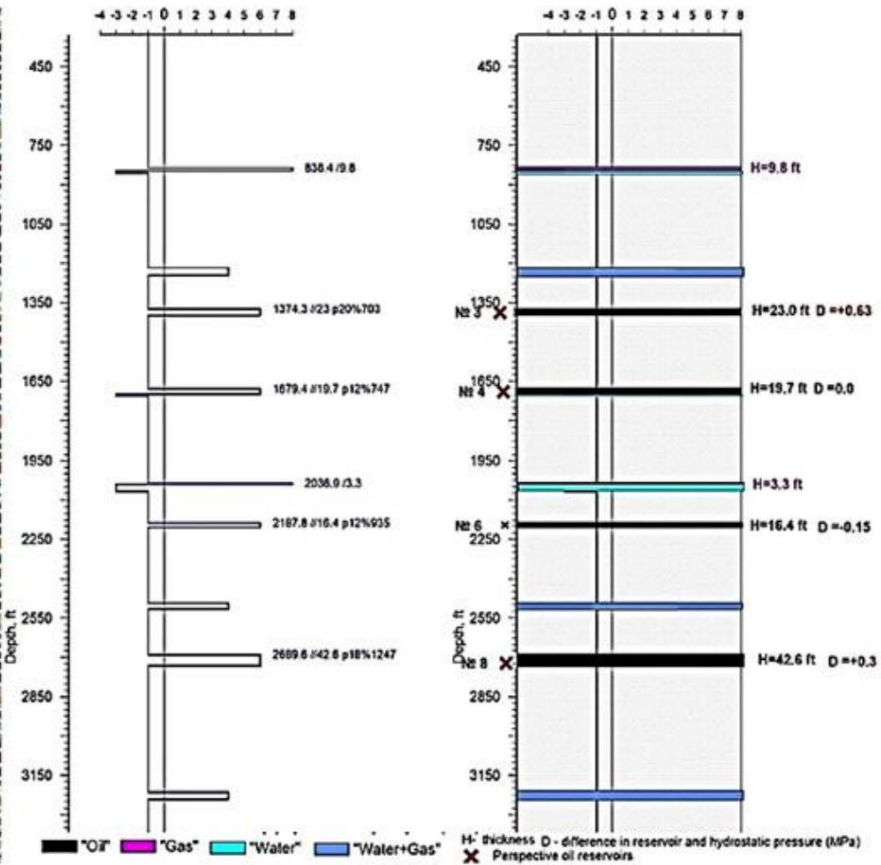 -4 -3 -2 -1 0 1 2 3 4 5 6 7 8
450
750
1050
1350
1650
1950
2250
2550
2850
3150
Depth, ft
838.4 /9.8
1374.3 //23 p20%703
1679.4 //19.7 p12%747
2036.9 /3.3
2187.8 //16.4 p12%935
2689.6 //42.6 p18%1247
-4 -3 -2 -1 0 1 2 3 4 5 6 7 8
450
750
1050
1350
1650
1950
2250
2550
2850
3150
Depth, ft
№ 3
№ 4
№ 6
№ 8
H=9.8 ft
H=23.0 ft D =+0.63
H=19.7 ft D =0.0
H=3.3 ft
H=16.4 ft D =-0.15
H=42.6 ft D =+0.3
"Oil" "Gas" "Water" "Water+Gas"
H- thickness D - difference in reservoir and hydrostatic pressure (MPa)
Perspective oil reservoirs